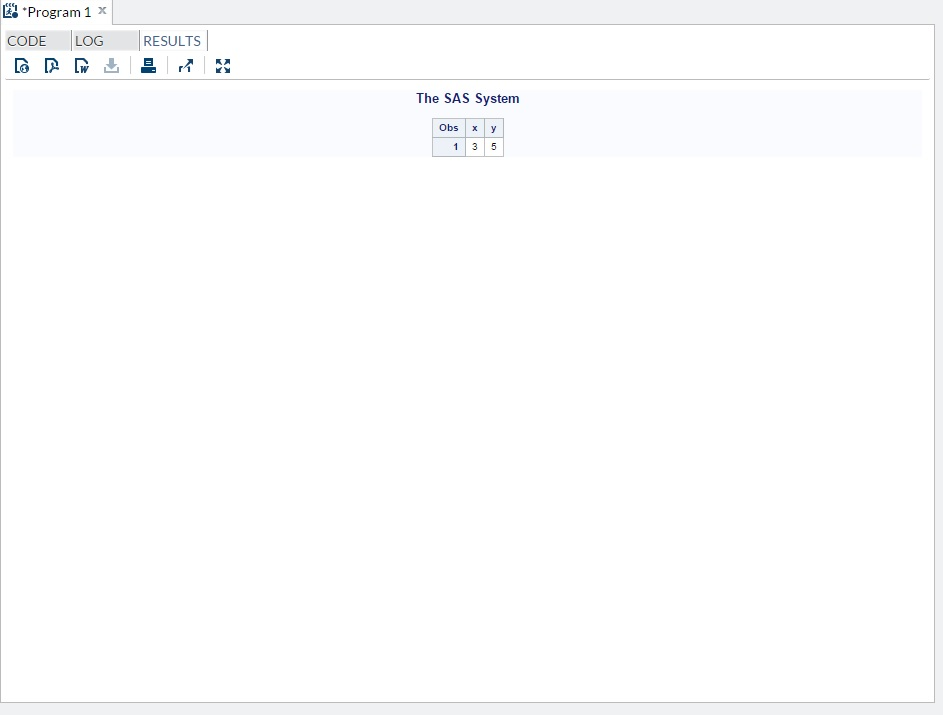 *Program 1 x
CODE LOG RESULTS
The SAS System
Obs x y
1 3 5